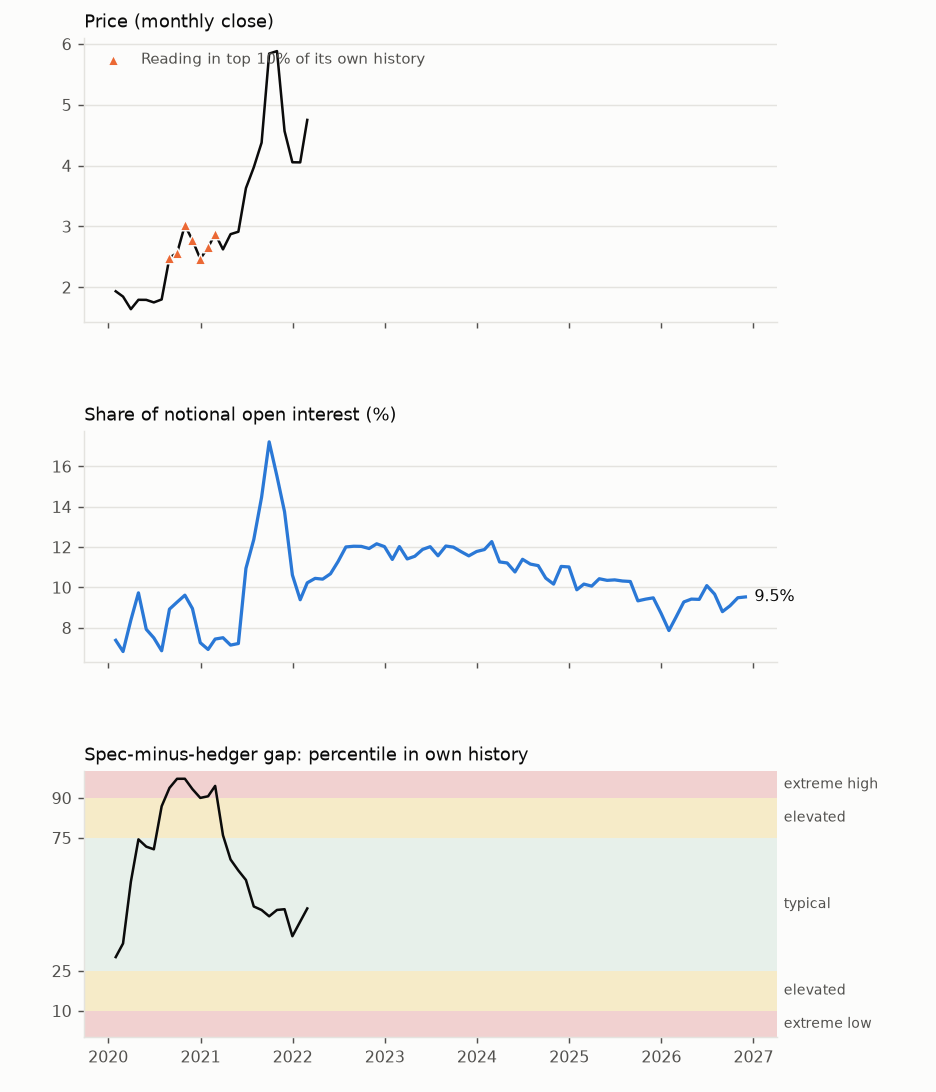 Price (monthly close)
6
Reading in top 10% of its own history
5
4
3
2
Share of notional open interest (%)
16
14
12
10
9.5%
8
Spec-minus-hedger gap: percentile in own history
extreme high
90
elevated
75
typical
25
elevated
10
extreme low
2020 2021 2022 2023 2024 2025 2026 2027